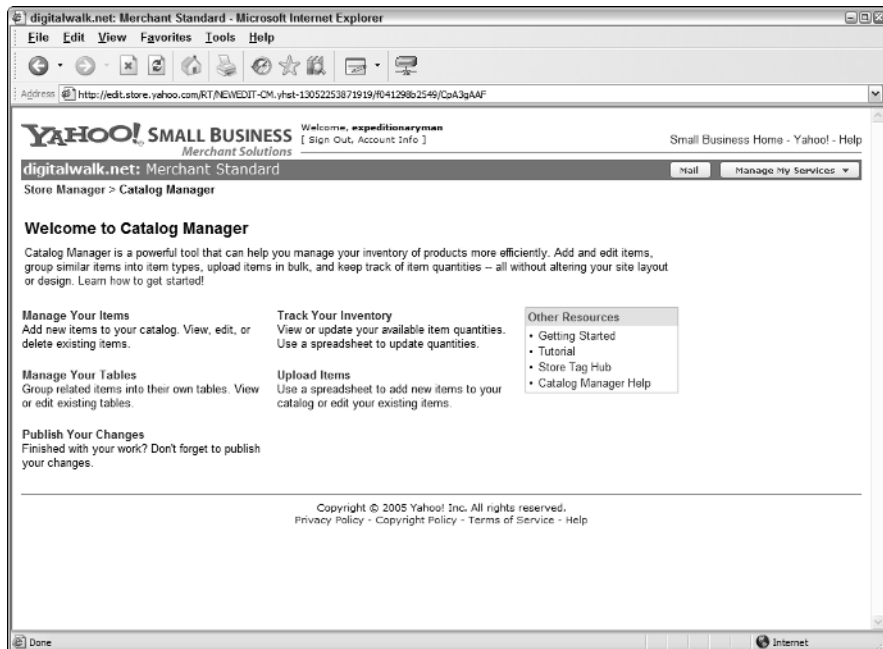 digitalwalk.net: Merchant Standard - Microsoft Internet Explorer
File Edit View Favorites Tools Help
Address http://edit.store.yahoo.com/RT/NEWEDIT-CM.yhst-13052253871919/f041298b2549/CpA3gAAF
YAHOO! SMALL BUSINESS Welcome, expeditionaryman
[ Sign Out, Account Info ]
Merchant Solutions
Small Business Home - Yahoo! - Help
digitalwalk.net: Merchant Standard Mail Manage My Services
Store Manager > Catalog Manager
Welcome to Catalog Manager
Catalog Manager is a powerful tool that can help you manage your inventory of products more efficiently. Add and edit items,
group similar items into item types, upload items in bulk, and keep track of item quantities -- all without altering your site layout
or design. Learn how to get started!
Manage Your Items
Add new items to your catalog. View, edit, or
delete existing items.
Track Your Inventory
View or update your available item quantities.
Use a spreadsheet to update quantities.
Manage Your Tables
Group related items into their own tables. View
or edit existing tables.
Upload Items
Use a spreadsheet to add new items to your
catalog or edit your existing items.
Publish Your Changes
Finished with your work? Don't forget to publish
your changes.
Other Resources
• Getting Started
• Tutorial
• Store Tag Hub
• Catalog Manager Help
Copyright © 2005 Yahoo! Inc. All rights reserved.
Privacy Policy - Copyright Policy - Terms of Service - Help
Done Internet